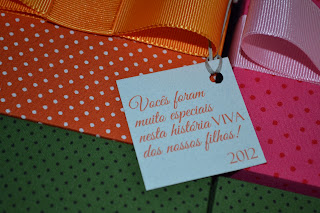 Vocês foram
muito especiais
nesta história VIVA
dos nossos filhos!
2012